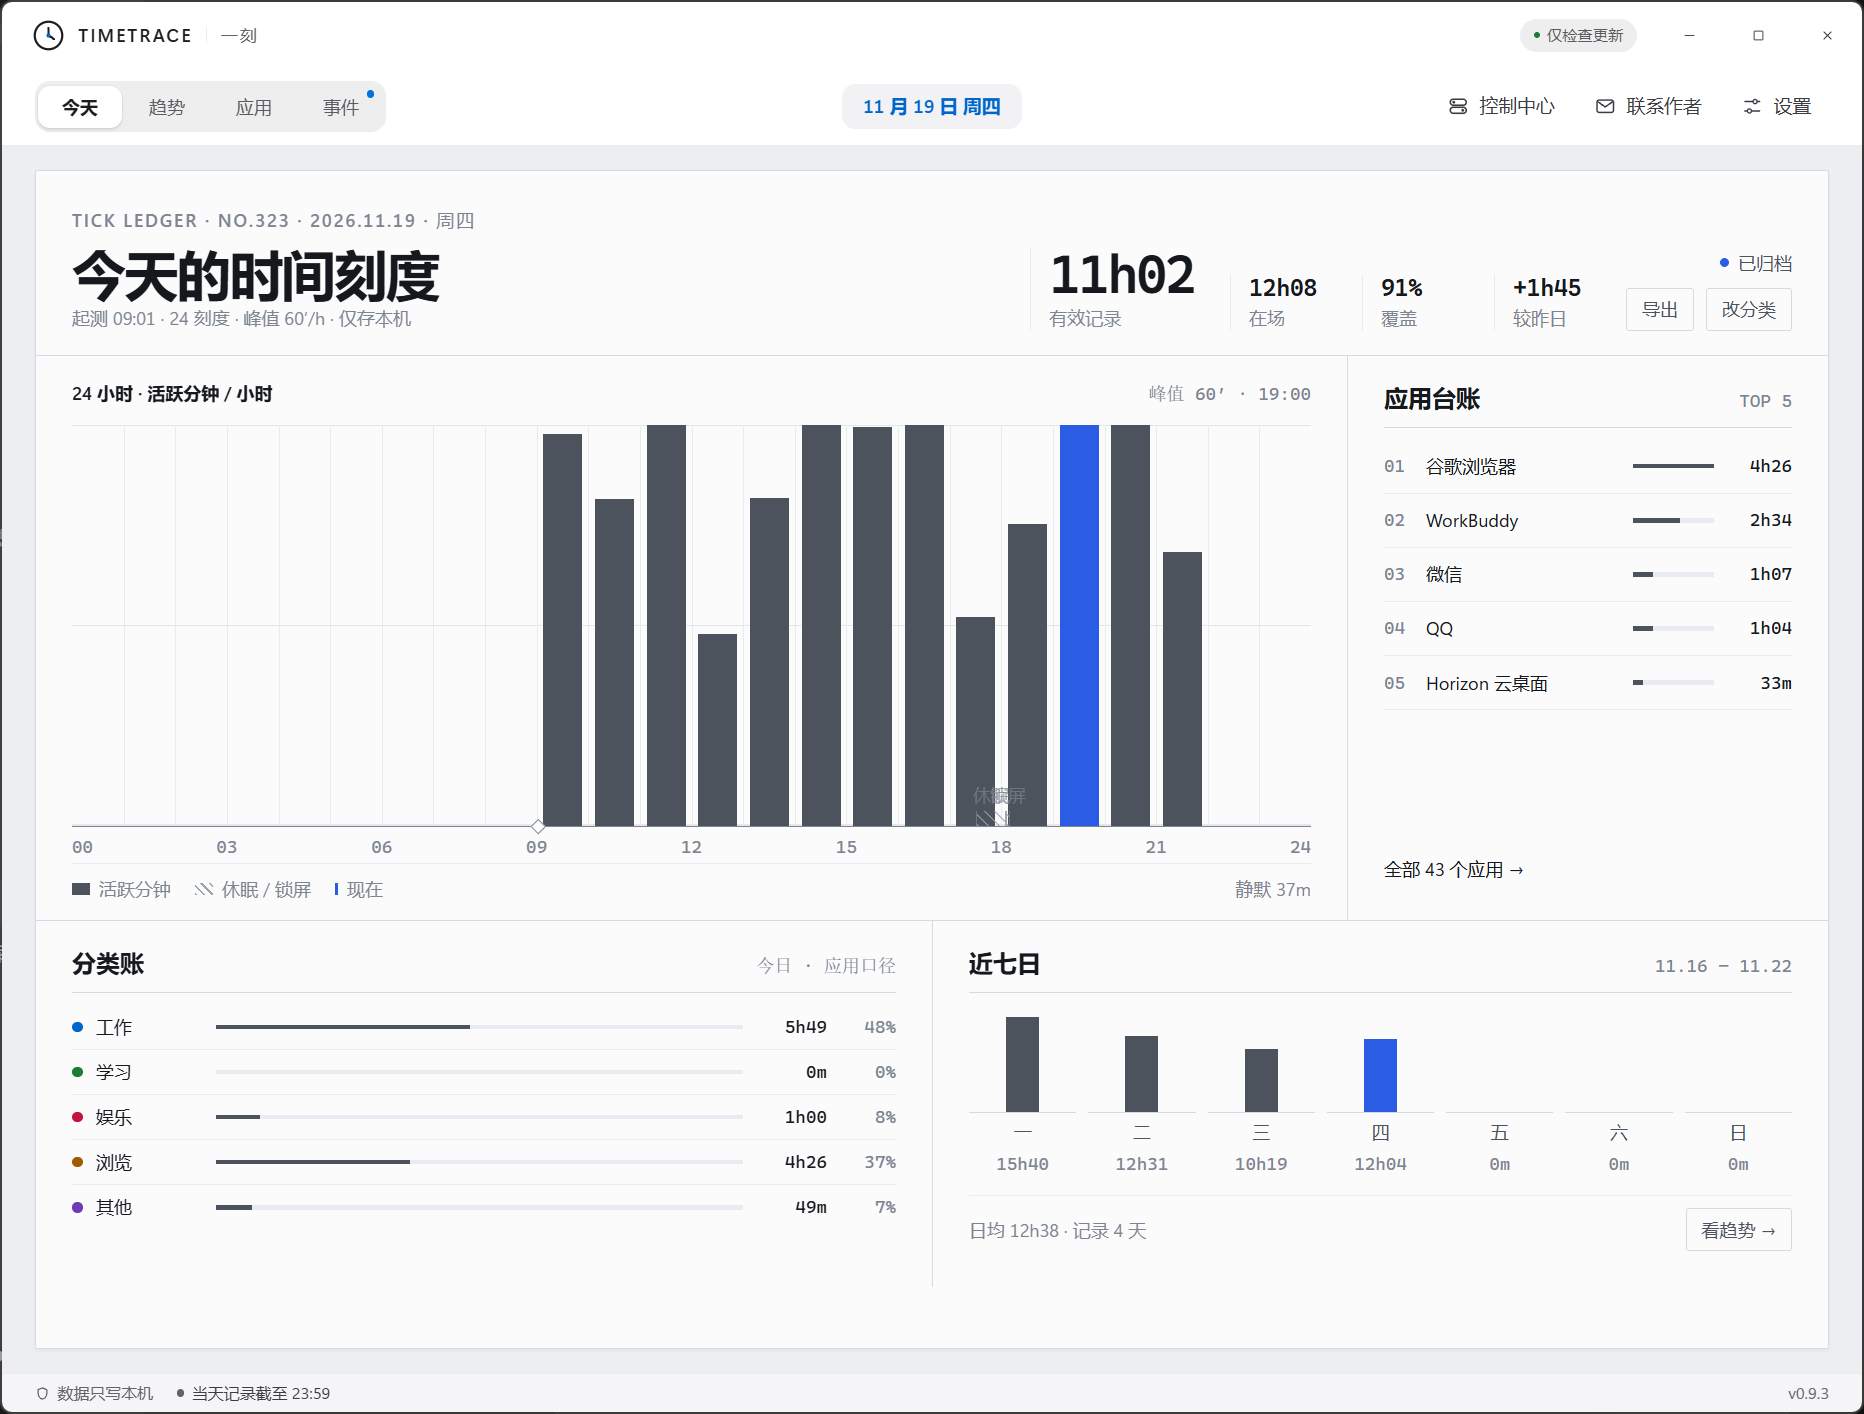 TIMETRACE 一刻
仅检查更新
今天 趋势 应用 事件
11 月 19 日 周四
控制中心 联系作者 设置
TICK LEDGER · NO.323 · 2026.11.19 · 周四
今天的时间刻度
起测 09:01 · 24 刻度 · 峰值 60′/h · 仅存本机
11h02
有效记录
12h08
在场
91%
覆盖
+1h45
较昨日
已归档
导出 改分类
24 小时 · 活跃分钟 / 小时
峰值 60′ · 19:00
00 03 06 09 12 15 18 21 24
活跃分钟 休眠 / 锁屏 现在
静默 37m
应用台账 TOP 5
01 谷歌浏览器 4h26
02 WorkBuddy 2h34
03 微信 1h07
04 QQ 1h04
05 Horizon 云桌面 33m
全部 43 个应用 →
分类账 今日 · 应用口径
工作 5h49 48%
学习 0m 0%
娱乐 1h00 8%
浏览 4h26 37%
其他 49m 7%
近七日 11.16 – 11.22
一 二 三 四 五 六 日
15h40 12h31 10h19 12h04 0m 0m 0m
日均 12h38 · 记录 4 天
看趋势 →
数据只写本机 当天记录截至 23:59
v0.9.3